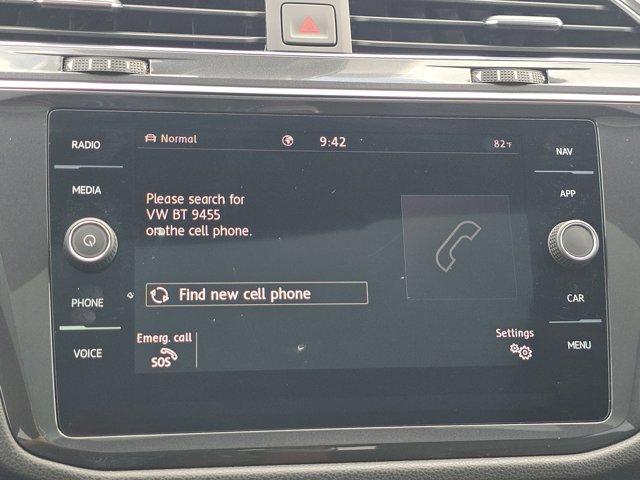 RADIO
MEDIA
PHONE
VOICE
Normal
9:42
82°F
Please search for
VW BT 9455
on the cell phone.
Find new cell phone
Emerg. call
SOS
Settings
NAV
APP
CAR
MENU